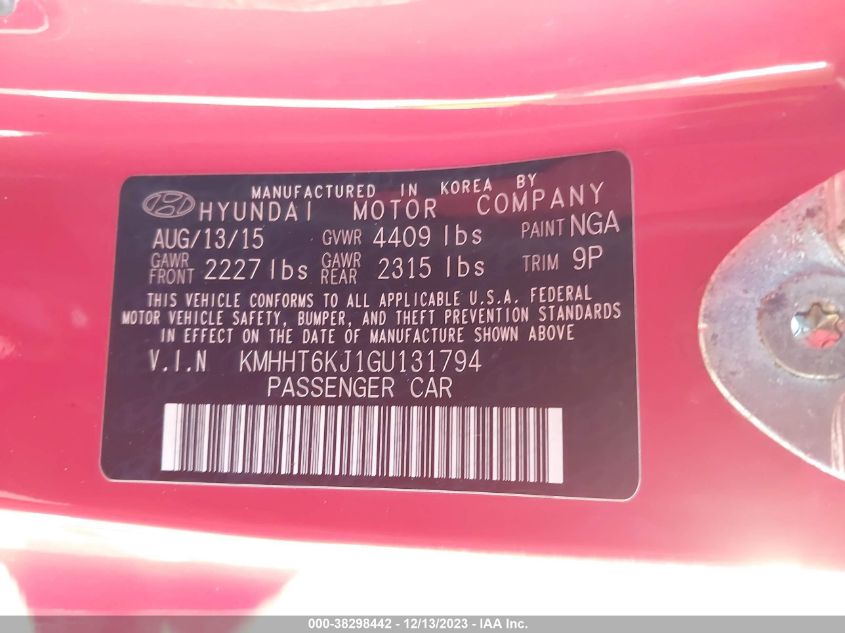 MANUFACTURED IN KOREA BY
HYUNDAI MOTOR COMPANY
AUG/13/15 GVWR 4409 lbs PAINT NGA
GAWR FRONT 2227 lbs GAWR REAR 2315 lbs TRIM 9P
THIS VEHICLE CONFORMS TO ALL APPLICABLE U.S.A. FEDERAL
MOTOR VEHICLE SAFETY, BUMPER, AND THEFT PREVENTION STANDARDS
IN EFFECT ON THE DATE OF MANUFACTURE SHOWN ABOVE
V.I.N KMHHT6KJ1GU131794
PASSENGER CAR
000-38298442 - 12/13/2023 - IAA Inc.